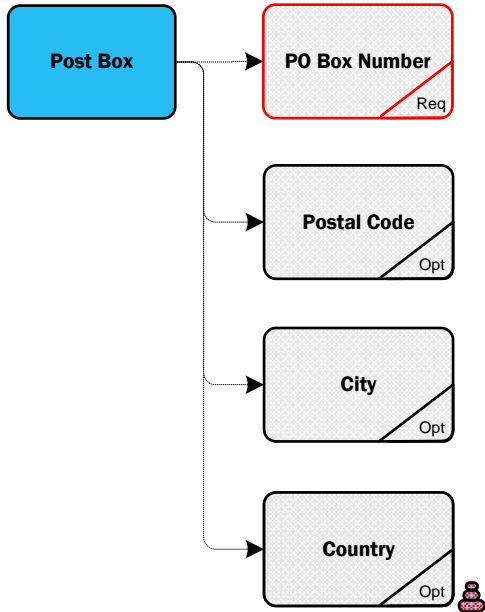 Post Box
PO Box Number
Req
Postal Code
Opt
City
Opt
Country
Opt